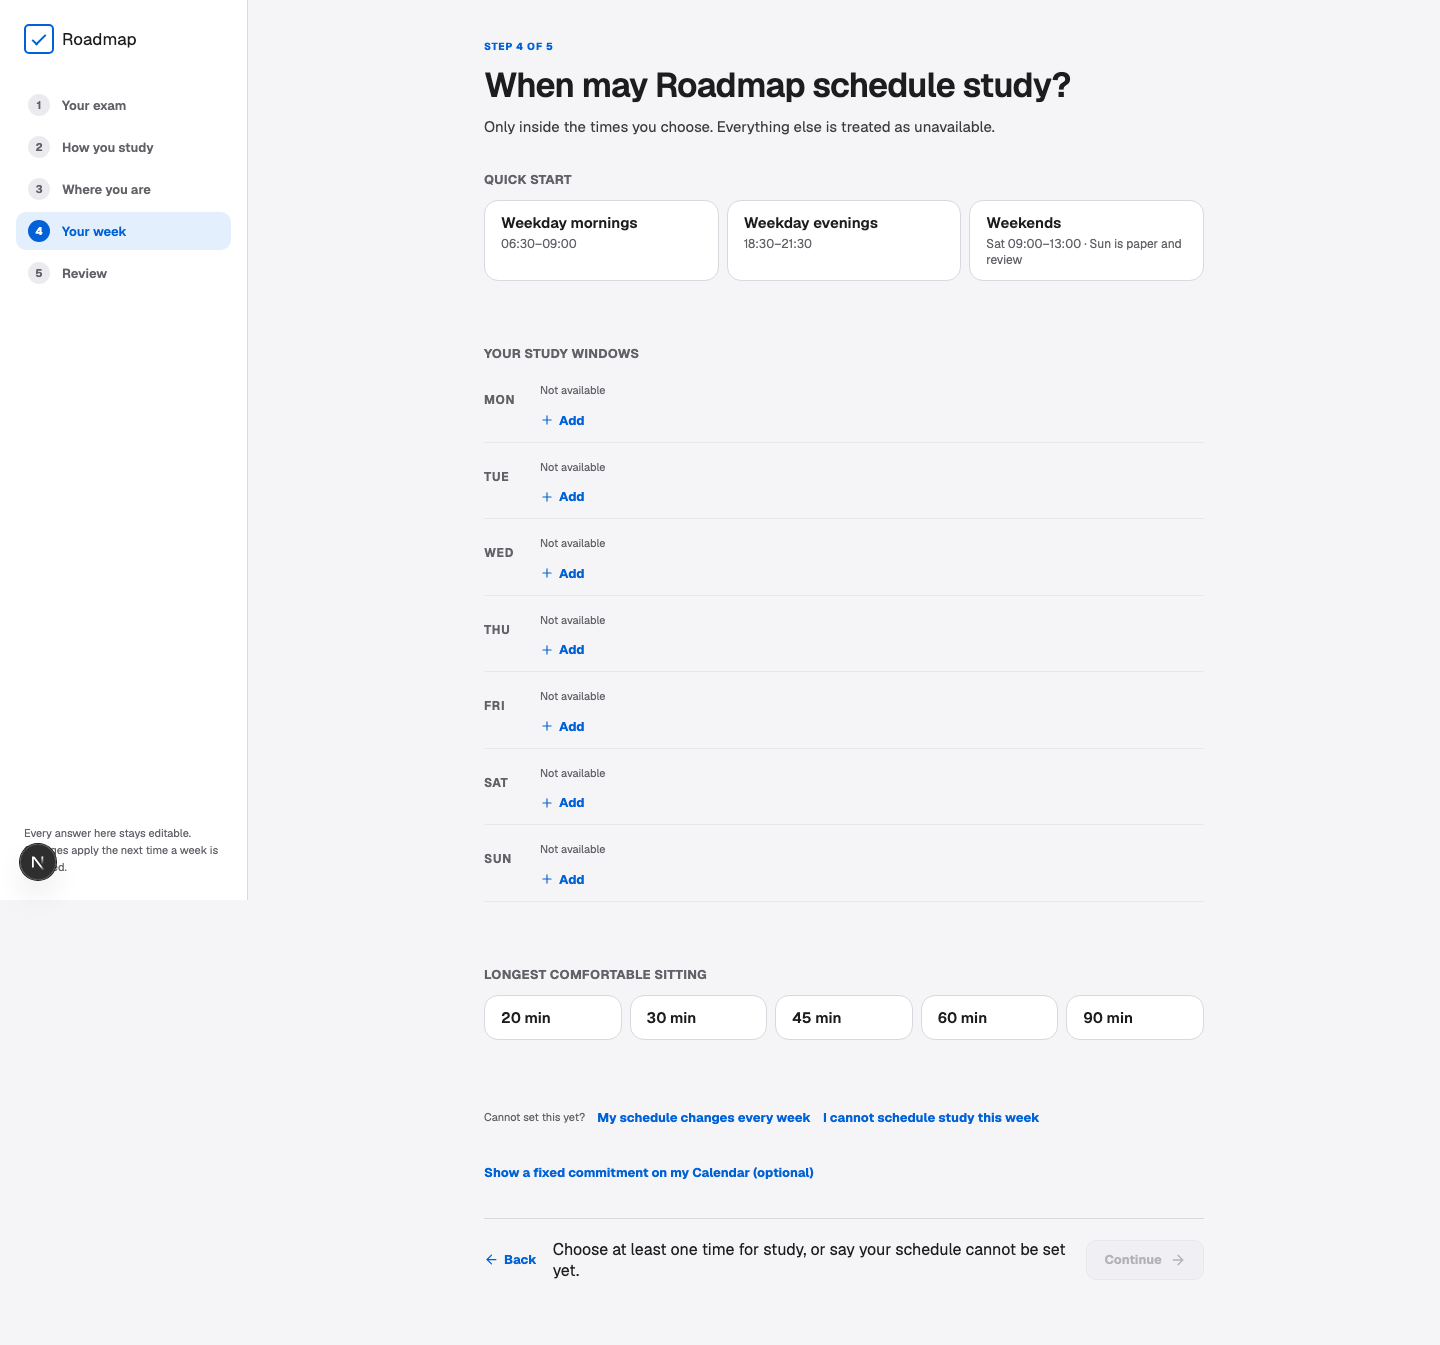 Roadmap
1 Your exam
2 How you study
3 Where you are
4 Your week
5 Review
Every answer here stays editable.
apply the next time a week is
STEP 4 OF 5
When may Roadmap schedule study?
Only inside the times you choose. Everything else is treated as unavailable.
QUICK START
Weekday mornings
06:30–09:00
Weekday evenings
18:30–21:30
Weekends
Sat 09:00–13:00 · Sun is paper and
review
YOUR STUDY WINDOWS
MON
Not available
+ Add
TUE
Not available
+ Add
WED
Not available
+ Add
THU
Not available
+ Add
FRI
Not available
+ Add
SAT
Not available
+ Add
SUN
Not available
+ Add
LONGEST COMFORTABLE SITTING
20 min
30 min
45 min
60 min
90 min
Cannot set this yet? My schedule changes every week I cannot schedule study this week
Show a fixed commitment on my Calendar (optional)
← Back
Choose at least one time for study, or say your schedule cannot be set
yet.
Continue →
N